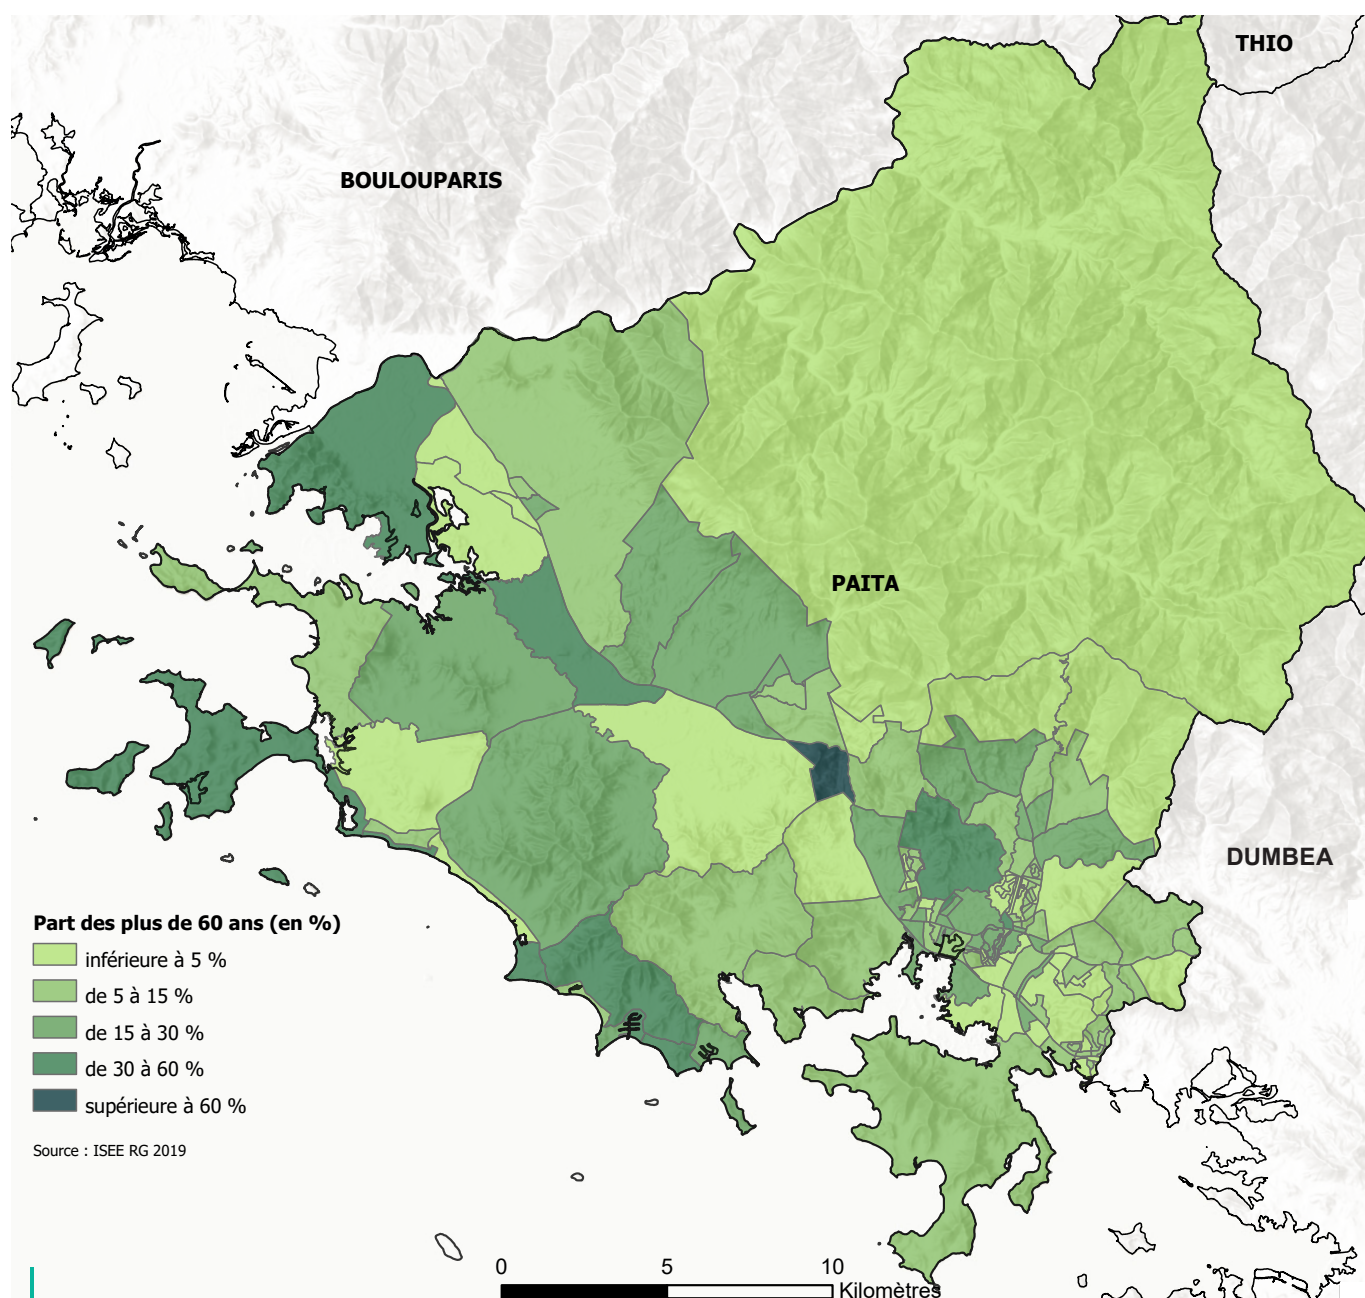 THIO
BOULOUPARIS
PAITA
DUMBEA
Part des plus de 60 ans (en %)
inférieure à 5 %
de 5 à 15 %
de 15 à 30 %
de 30 à 60 %
supérieure à 60 %
Source : ISEE RG 2019
0 5 10
Kilomètres